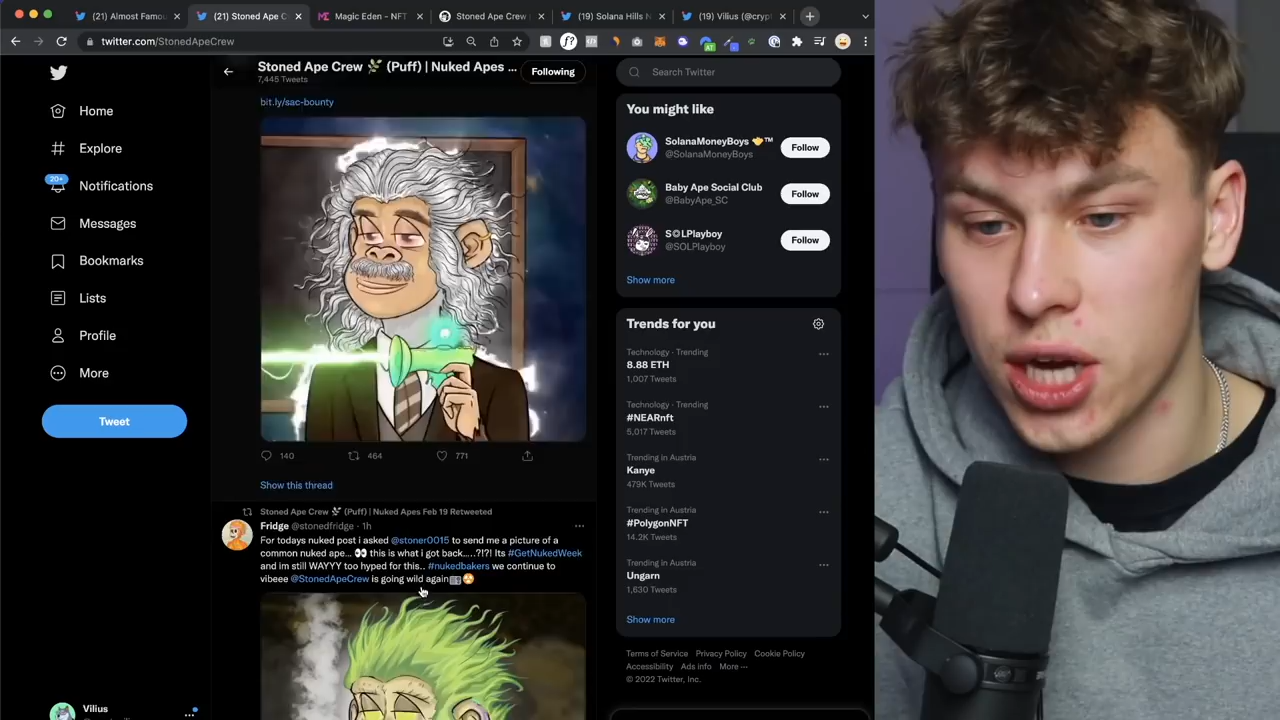 (21) Almost Famou
(21) Stoned Ape C
Magic Eden - NFT
Stoned Ape Crew
(19) Solana Hills N
(19) Vilius (@cryp
twitter.com/StonedApeCrew
Stoned Ape Crew 🌿 (Puff) | Nuked Apes ...
7,445 Tweets
Following
Search Twitter
Home
Explore
20+
Notifications
Messages
Bookmarks
Lists
Profile
More
Tweet
Vilius
bit.ly/sac-bounty
140
464
771
Show this thread
Stoned Ape Crew 🌿 (Puff) | Nuked Apes Feb 19 Retweeted
Fridge @stonedfridge · 1h
For todays nuked post i asked @stoner0015 to send me a picture of a
common nuked ape... 👀 this is what i got back.....?!?! Its #GetNukedWeek
and im still WAYYY too hyped for this.. #nukedbakers we continue to
vibeee @StonedApeCrew is going wild again
You might like
SolanaMoneyBoys
@SolanaMoneyBoys
Follow
Baby Ape Social Club
@BabyApe_SC
Follow
S◎LPlayboy
@SOLPlayboy
Follow
Show more
Trends for you
Technology · Trending
8.88 ETH
1,007 Tweets
Technology · Trending
#NEARnft
5,017 Tweets
Trending in Austria
Kanye
479K Tweets
Trending in Austria
#PolygonNFT
14.2K Tweets
Trending in Austria
Ungarn
1,630 Tweets
Show more
Terms of Service Privacy Policy Cookie Policy
Accessibility Ads info More ···
© 2022 Twitter, Inc.